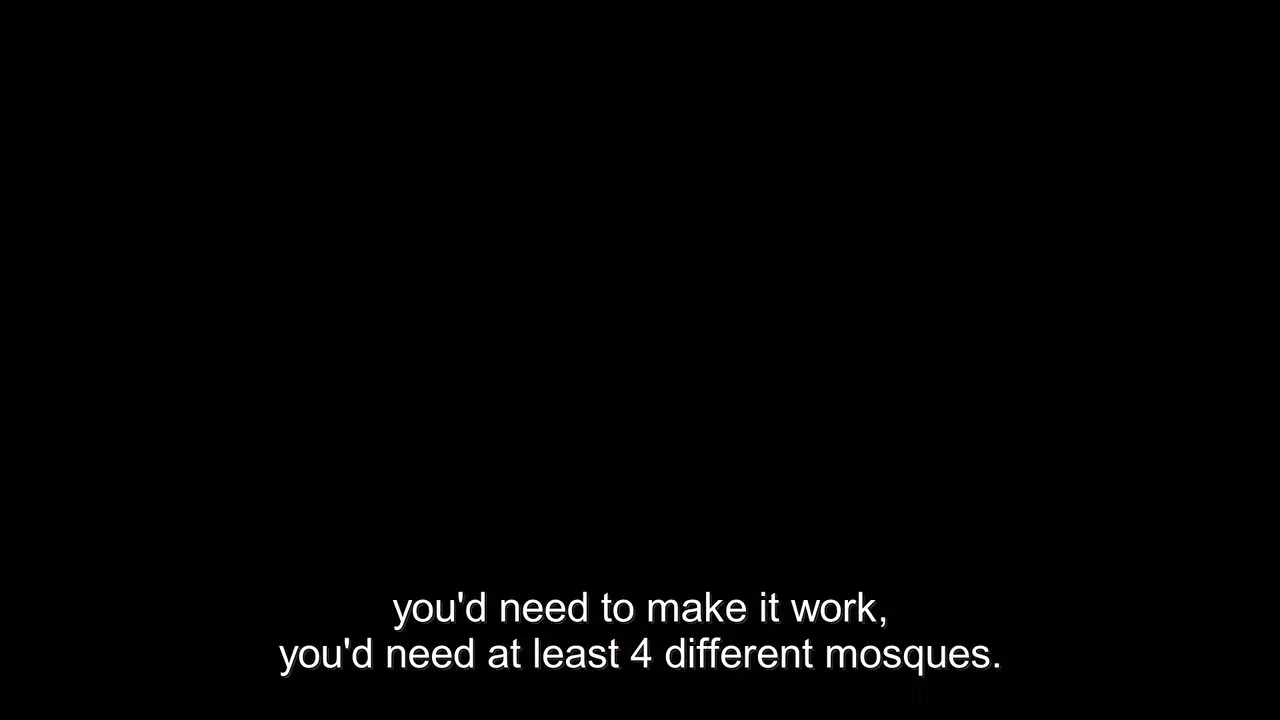 you'd need to make it work,
you'd need at least 4 different mosques.